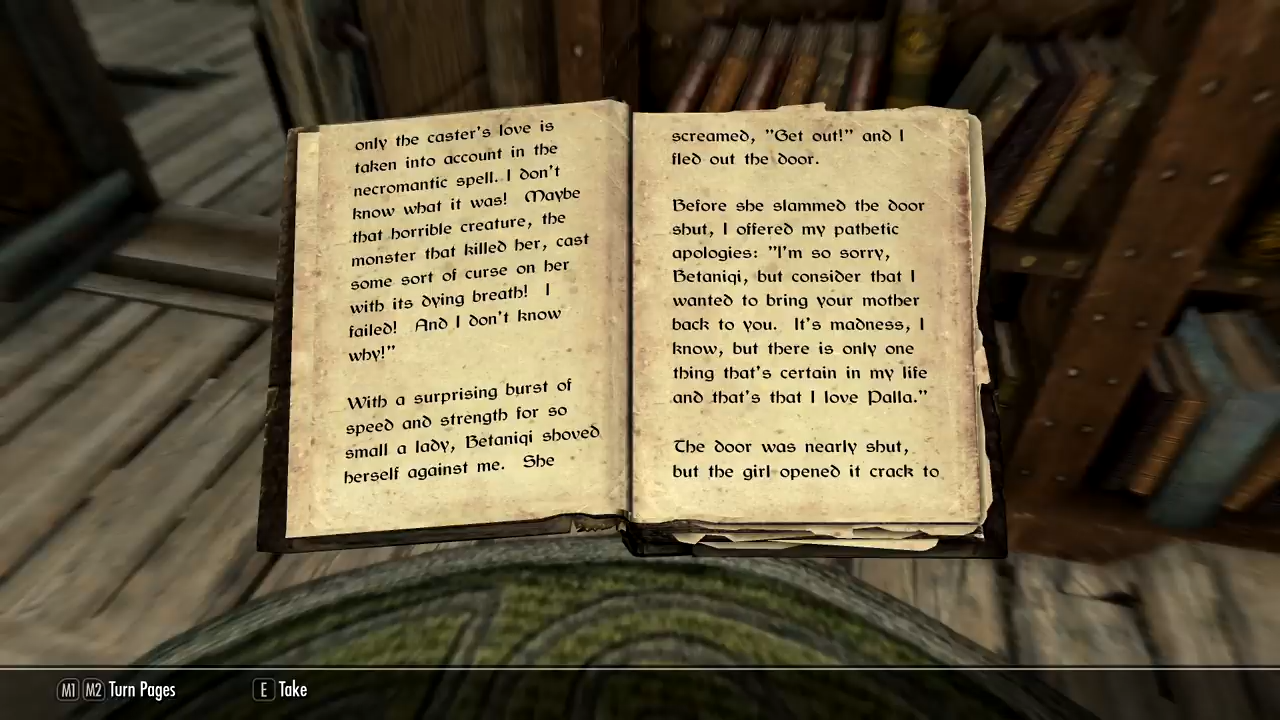 only the caster's love is
taken into account in the
necromantic spell. I don't
know what it was! Maybe
that horrible creature, the
monster that killed her, cast
some sort of curse on her
with its dying breath! I
failed! And I don't know
why!"
With a surprising burst of
speed and strength for so
small a lady, Betaniqi shoved
herself against me. She
screamed, "Get out!" and I
fled out the door.
Before she slammed the door
shut, I offered my pathetic
apologies: "I'm so sorry,
Betaniqi, but consider that I
wanted to bring your mother
back to you. It's madness, I
know, but there is only one
thing that's certain in my life
and that's that I love Palla."
The door was nearly shut,
but the girl opened it crack to
M1 M2 Turn Pages
E Take